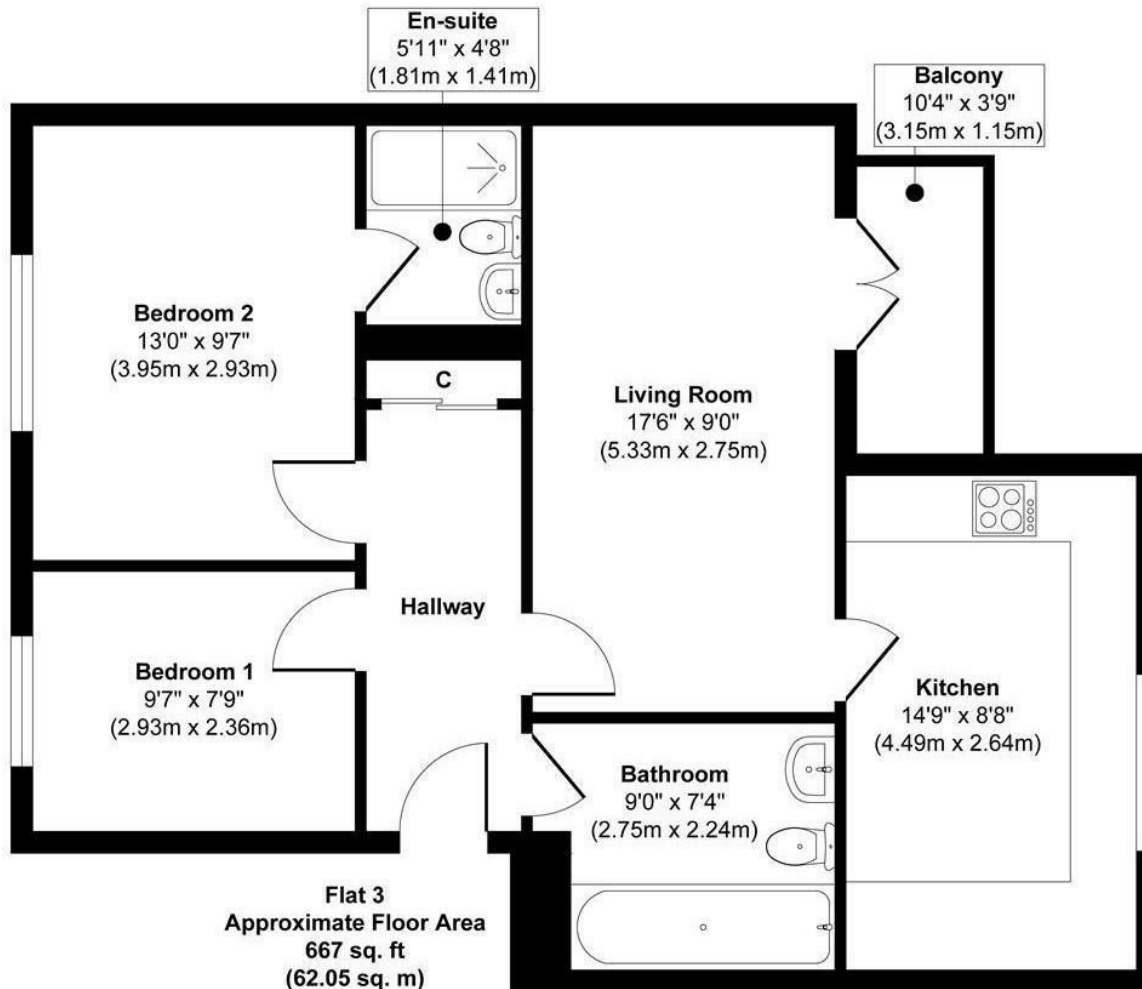 En-suite
5'11" x 4'8"
(1.81m x 1.41m)
Balcony
10'4" x 3'9"
(3.15m x 1.15m)
Bedroom 2
13'0" x 9'7"
(3.95m x 2.93m)
C
Living Room
17'6" x 9'0"
(5.33m x 2.75m)
Hallway
Bedroom 1
9'7" x 7'9"
(2.93m x 2.36m)
Kitchen
14'9" x 8'8"
(4.49m x 2.64m)
Bathroom
9'0" x 7'4"
(2.75m x 2.24m)
Flat 3
Approximate Floor Area
667 sq. ft
(62.05 sq. m)